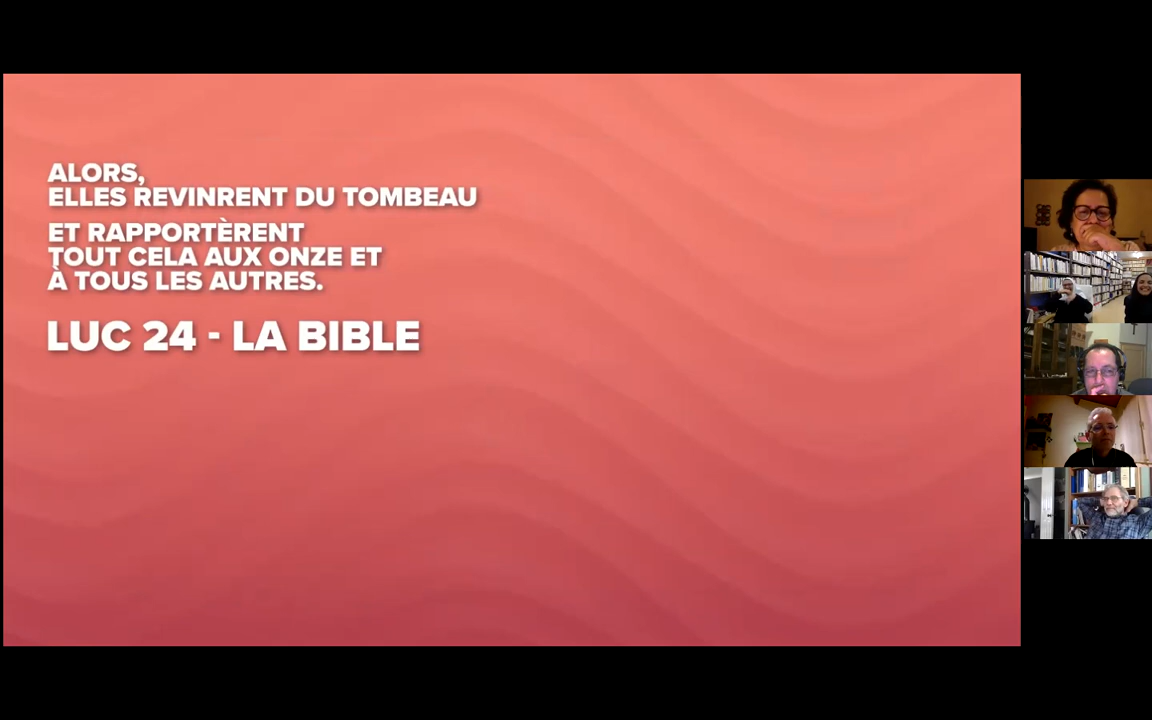 ALORS,
ELLES REVINRENT DU TOMBEAU
ET RAPPORTÈRENT
TOUT CELA AUX ONZE ET
À TOUS LES AUTRES.
LUC 24 - LA BIBLE